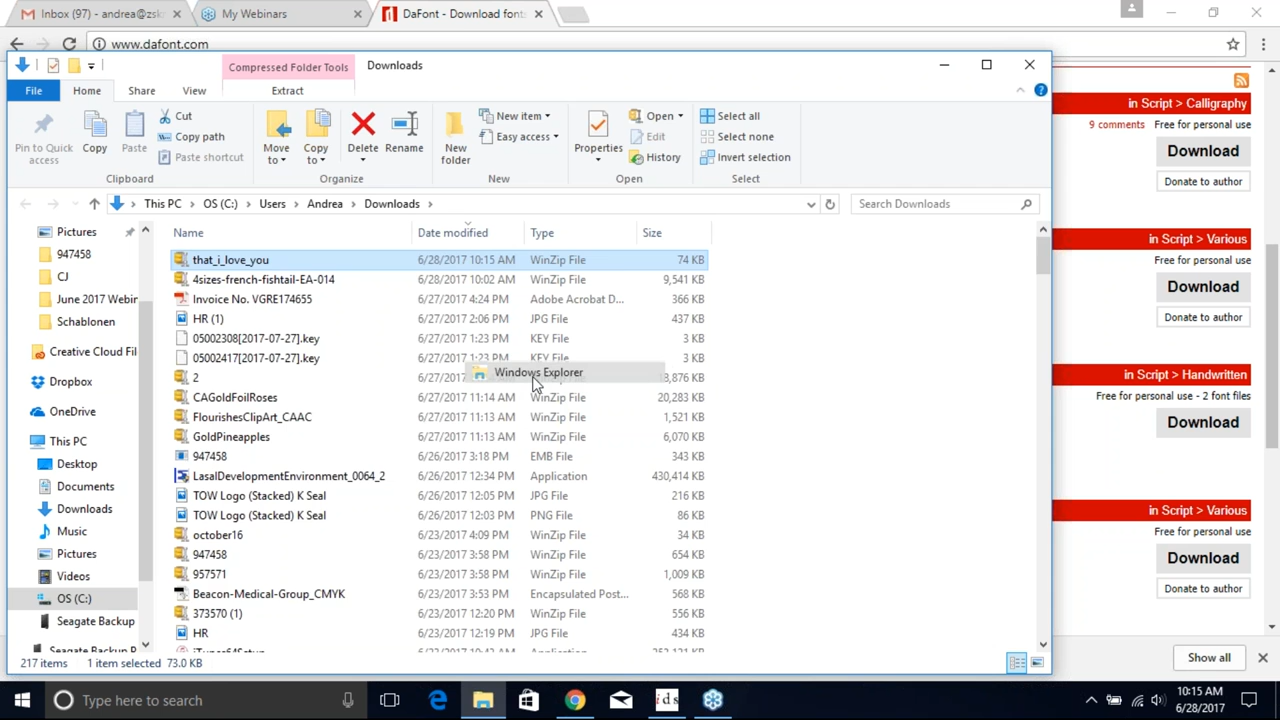 Inbox (97) - andrea@zsk
My Webinars
DaFont - Download fonts
www.dafont.com
Compressed Folder Tools
Downloads
File
Home
Share
View
Extract
Pin to Quick access
Copy
Paste
Cut
Copy path
Paste shortcut
Clipboard
Move to
Copy to
Delete
Rename
Organize
New folder
New item
Easy access
New
Properties
Open
Edit
History
Open
Select all
Select none
Invert selection
Select
This PC > OS (C:) > Users > Andrea > Downloads >
Search Downloads
Pictures
947458
CJ
June 2017 Webin
Schablonen
Creative Cloud Fil
Dropbox
OneDrive
This PC
Desktop
Documents
Downloads
Music
Pictures
Videos
OS (C:)
Seagate Backup
Seagate Backup P
Name Date modified Type Size
that_i_love_you 6/28/2017 10:15 AM WinZip File 74 KB
4sizes-french-fishtail-EA-014 6/28/2017 10:02 AM WinZip File 9,541 KB
Invoice No. VGRE174655 6/27/2017 4:24 PM Adobe Acrobat D... 366 KB
HR (1) 6/27/2017 2:06 PM JPG File 437 KB
05002308[2017-07-27].key 6/27/2017 1:23 PM KEY File 3 KB
05002417[2017-07-27].key 6/27/2017 1:23 PM KEY File 3 KB
Windows Explorer
2 6/27/20
CAGoldFoilRoses 6/27/2017 11:14 AM WinZip File 20,283 KB
FlourishesClipArt_CAAC 6/27/2017 11:13 AM WinZip File 1,521 KB
GoldPineapples 6/27/2017 11:13 AM WinZip File 6,070 KB
947458 6/26/2017 3:18 PM EMB File 343 KB
LasalDevelopmentEnvironment_0064_2 6/26/2017 12:34 PM Application 430,414 KB
TOW Logo (Stacked) K Seal 6/26/2017 12:05 PM JPG File 216 KB
TOW Logo (Stacked) K Seal 6/26/2017 12:03 PM PNG File 86 KB
october16 6/23/2017 4:09 PM WinZip File 34 KB
947458 6/23/2017 3:58 PM WinZip File 654 KB
957571 6/23/2017 3:58 PM WinZip File 1,009 KB
Beacon-Medical-Group_CMYK 6/23/2017 3:53 PM Encapsulated Post... 568 KB
373570 (1) 6/23/2017 12:20 PM WinZip File 556 KB
HR 6/23/2017 12:19 PM JPG File 434 KB
217 items 1 item selected 73.0 KB
in Script > Calligraphy
9 comments Free for personal use
Download
Donate to author
in Script > Various
Free for personal use
Download
Donate to author
in Script > Handwritten
Free for personal use - 2 font files
Download
in Script > Various
Free for personal use
Download
Donate to author
Show all
Type here to search
ids
10:15 AM
6/28/2017